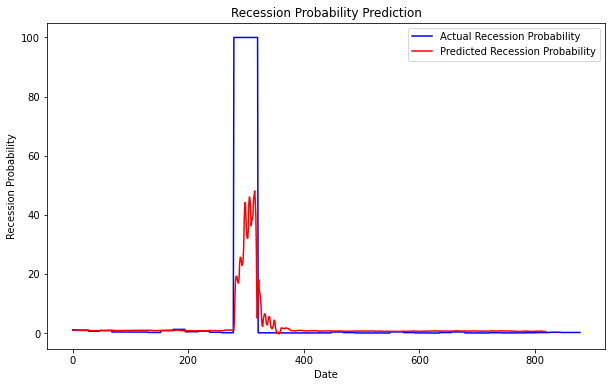 Recession Probability Prediction
Actual Recession Probability
Predicted Recession Probability
100
80
60
40
20
0
Recession Probability
0 200 400 600 800
Date